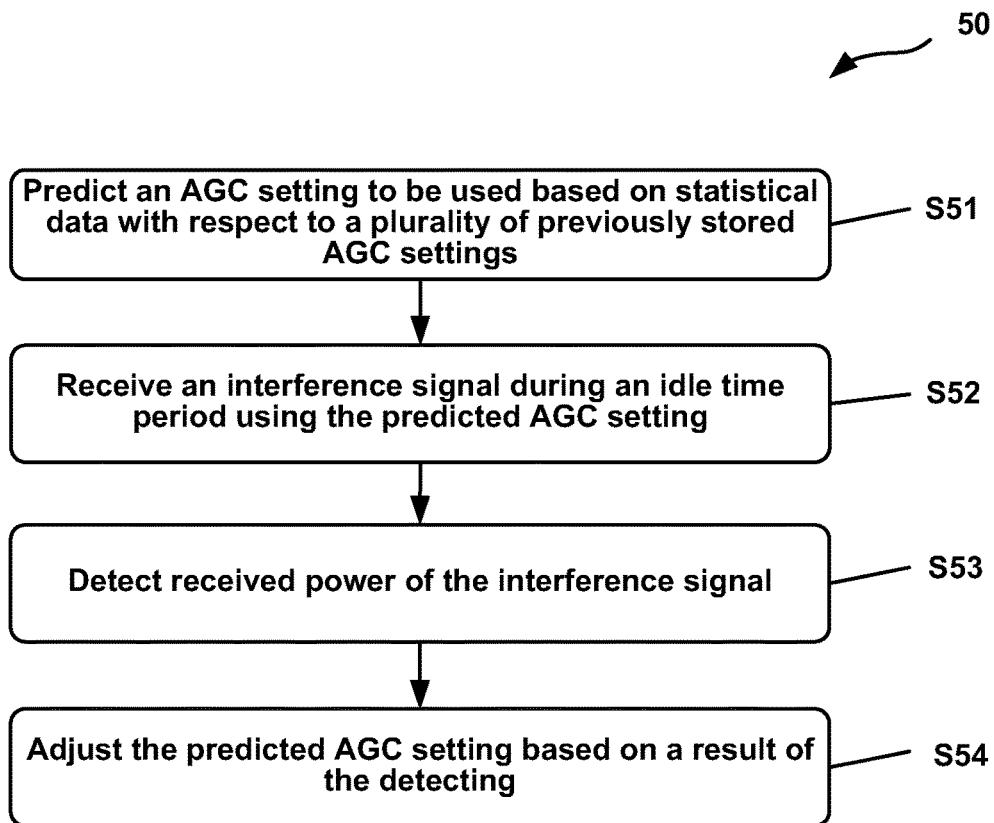 50
Predict an AGC setting to be used based on statistical
data with respect to a plurality of previously stored
AGC settings
S51
Receive an interference signal during an idle time
period using the predicted AGC setting
S52
Detect received power of the interference signal
S53
Adjust the predicted AGC setting based on a result of
the detecting
S54